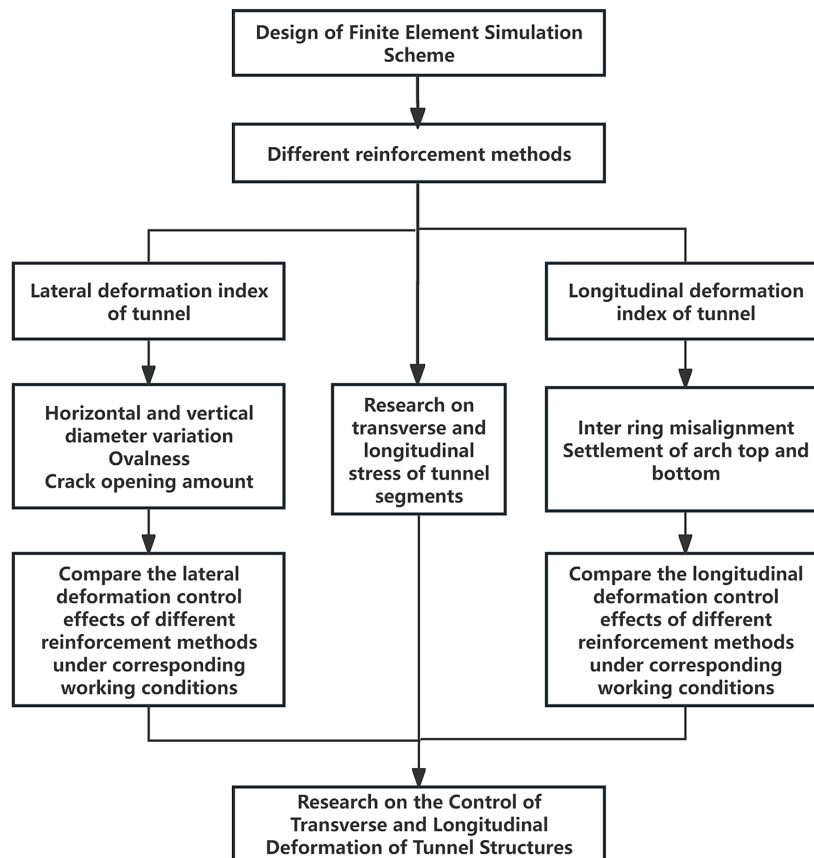 Design of Finite Element Simulation
Scheme
Different reinforcement methods
Lateral deformation index
of tunnel
Longitudinal deformation
index of tunnel
Horizontal and vertical
diameter variation
Ovalness
Crack opening amount
Research on
transverse and
longitudinal
stress of tunnel
segments
Inter ring misalignment
Settlement of arch top and
bottom
Compare the lateral
deformation control
effects of different
reinforcement methods
under corresponding
working conditions
Compare the longitudinal
deformation control
effects of different
reinforcement methods
under corresponding
working conditions
Research on the Control of
Transverse and Longitudinal
Deformation of Tunnel Structures